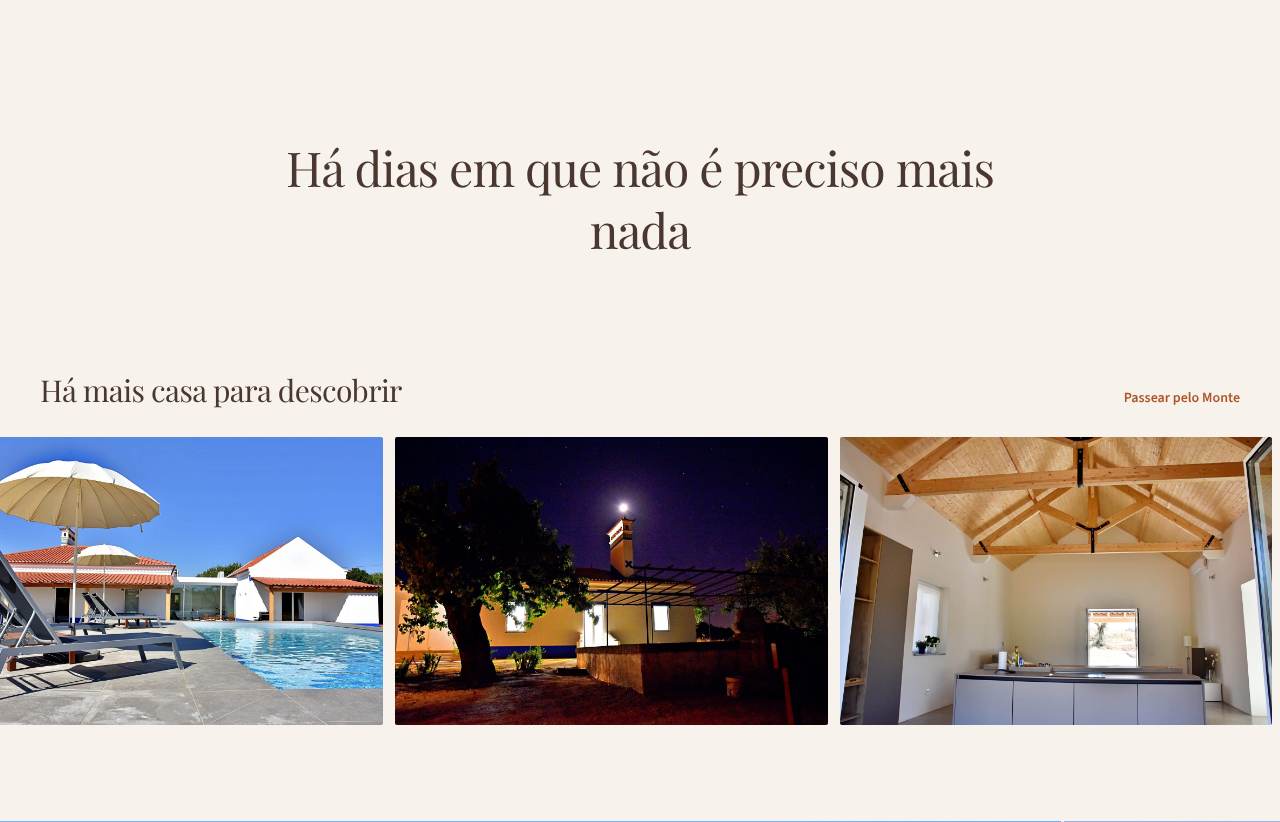 Há dias em que não é preciso mais
nada
Há mais casa para descobrir
Passear pelo Monte